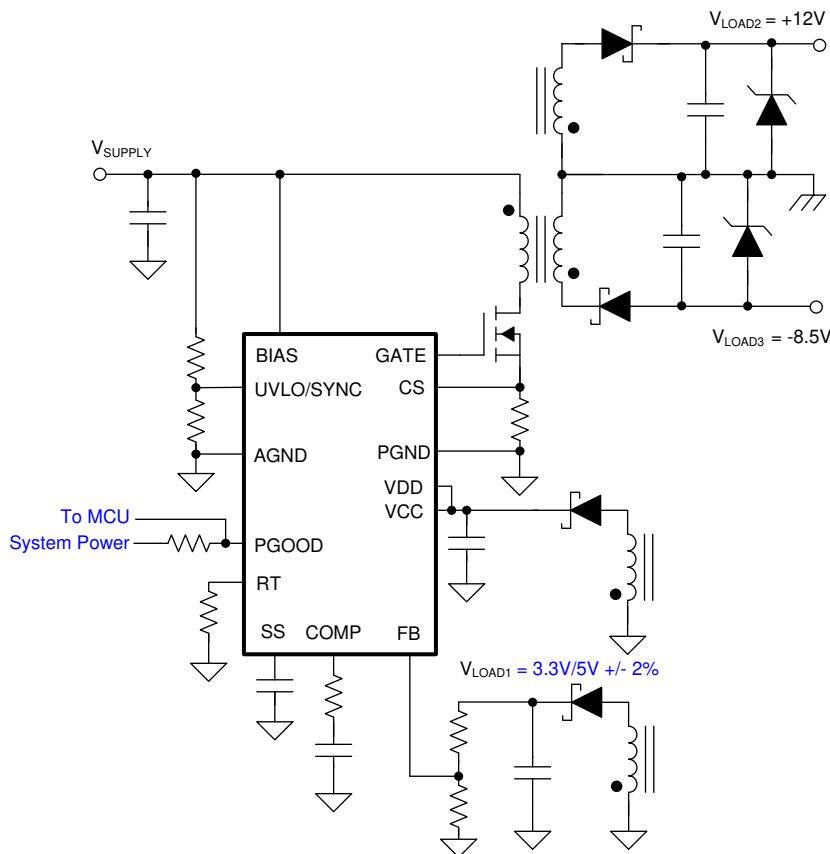 VLOAD2 = +12V
VSUPPLY
VLOAD3 = -8.5V
BIAS
GATE
UVLO/SYNC
CS
AGND
PGND
VDD
VCC
To MCU
System Power
PGOOD
RT
SS
COMP
FB
VLOAD1 = 3.3V/5V +/- 2%